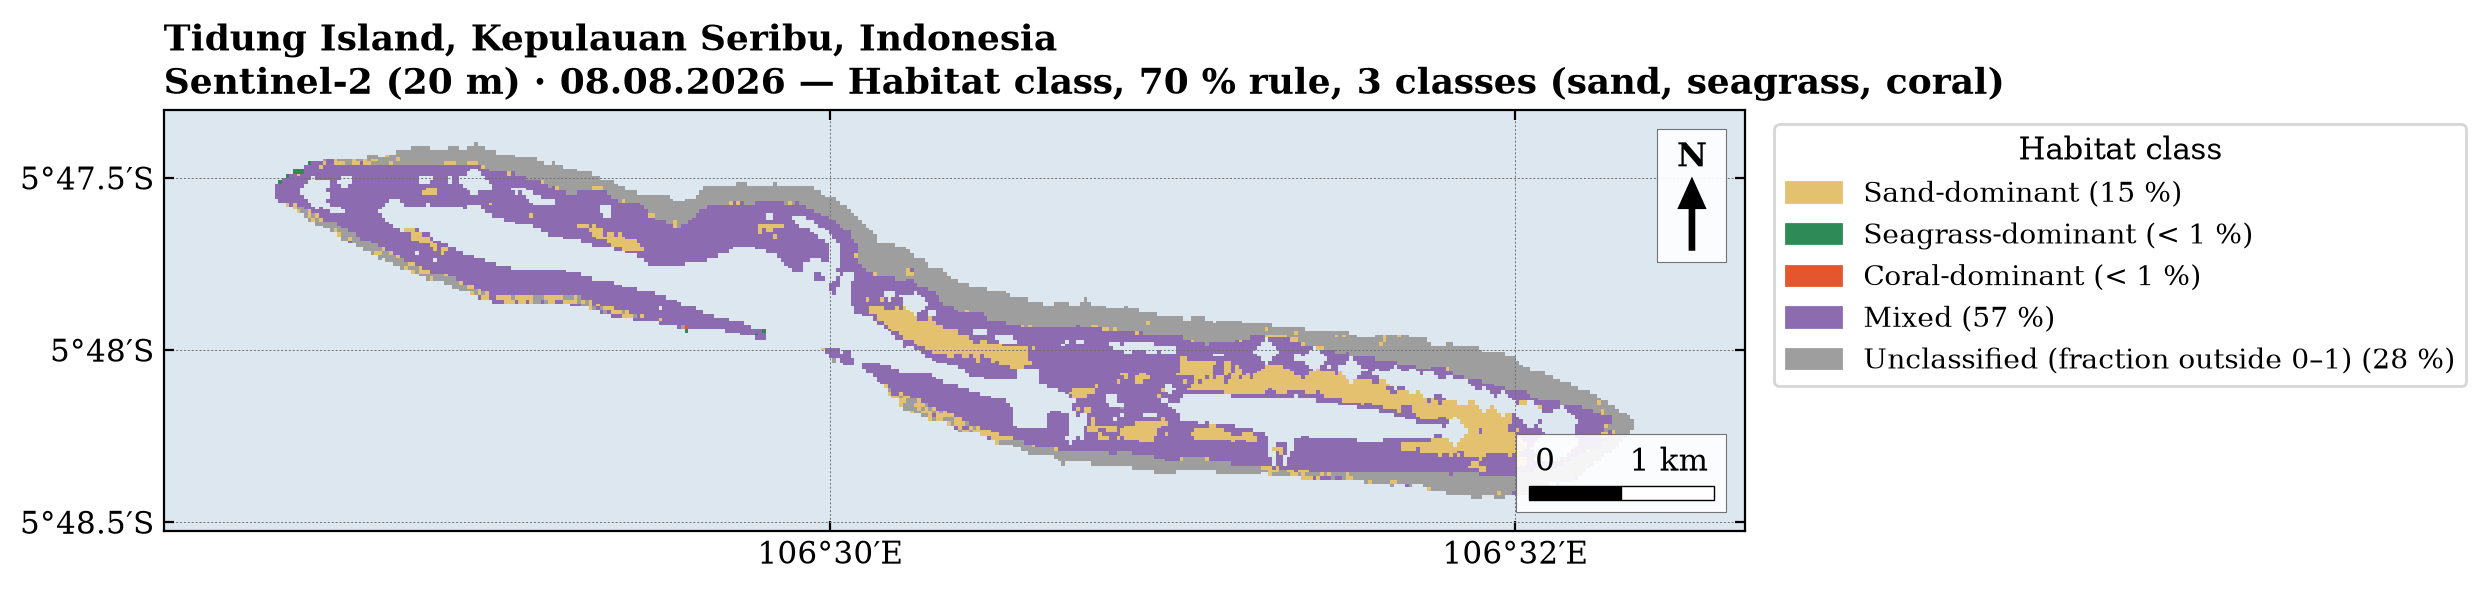 Tidung Island, Kepulauan Seribu, Indonesia
Sentinel-2 (20 m) · 08.08.2026 — Habitat class, 70 % rule, 3 classes (sand, seagrass, coral)
N
5°47.5′S
5°48′S
5°48.5′S
106°30′E
106°32′E
0 1 km
Habitat class
Sand-dominant (15 %)
Seagrass-dominant (< 1 %)
Coral-dominant (< 1 %)
Mixed (57 %)
Unclassified (fraction outside 0–1) (28 %)